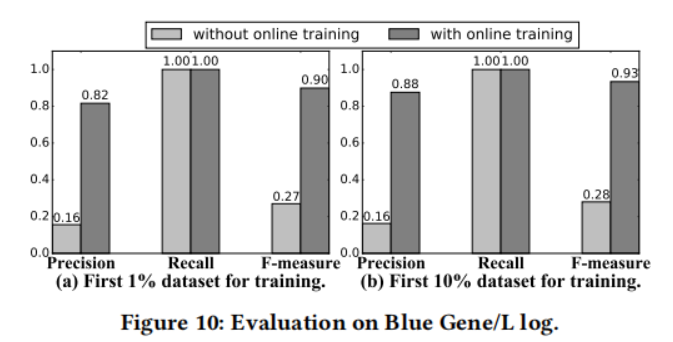 without online training with online training
1.00 1.00 1.00 1.00
1.0 1.0
0.90 0.93
0.82 0.88
0.8 0.8
0.6 0.6
0.4 0.4
0.27 0.28
0.2 0.16 0.2 0.16
0.0 0.0
Precision Recall F-measure Precision Recall F-measure
(a) First 1% dataset for training. (b) First 10% dataset for training.
Figure 10: Evaluation on Blue Gene/L log.